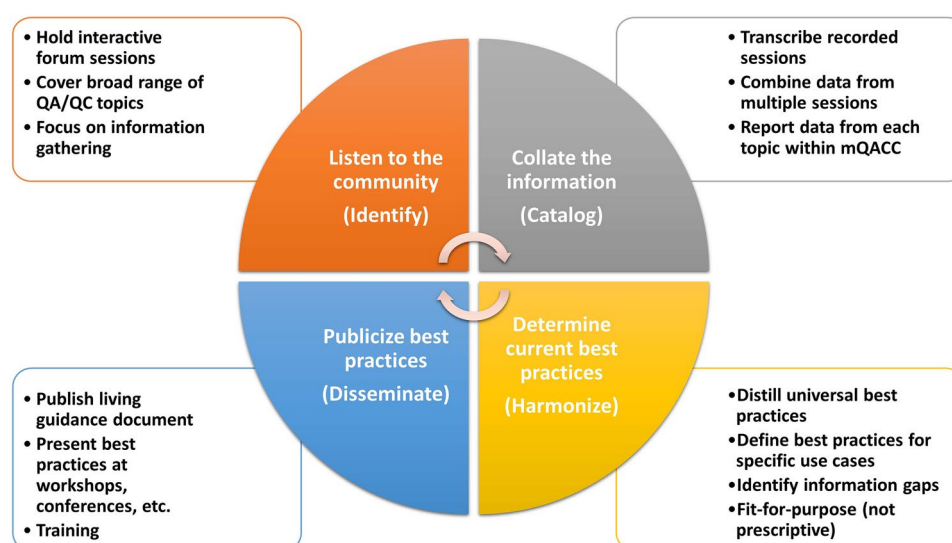 • Hold interactive
forum sessions
• Cover broad range of
QA/QC topics
• Focus on information
gathering
Listen to the
community
(Identify)
Collate the
information
(Catalog)
• Transcribe recorded
sessions
• Combine data from
multiple sessions
• Report data from each
topic within mQACC
Publicize best
practices
(Disseminate)
Determine
current best
practices
(Harmonize)
• Publish living
guidance document
• Present best
practices at
workshops,
conferences, etc.
• Training
•Distill universal best
practices
•Define best practices for
specific use cases
•Identify information gaps
•Fit-for-purpose (not
prescriptive)